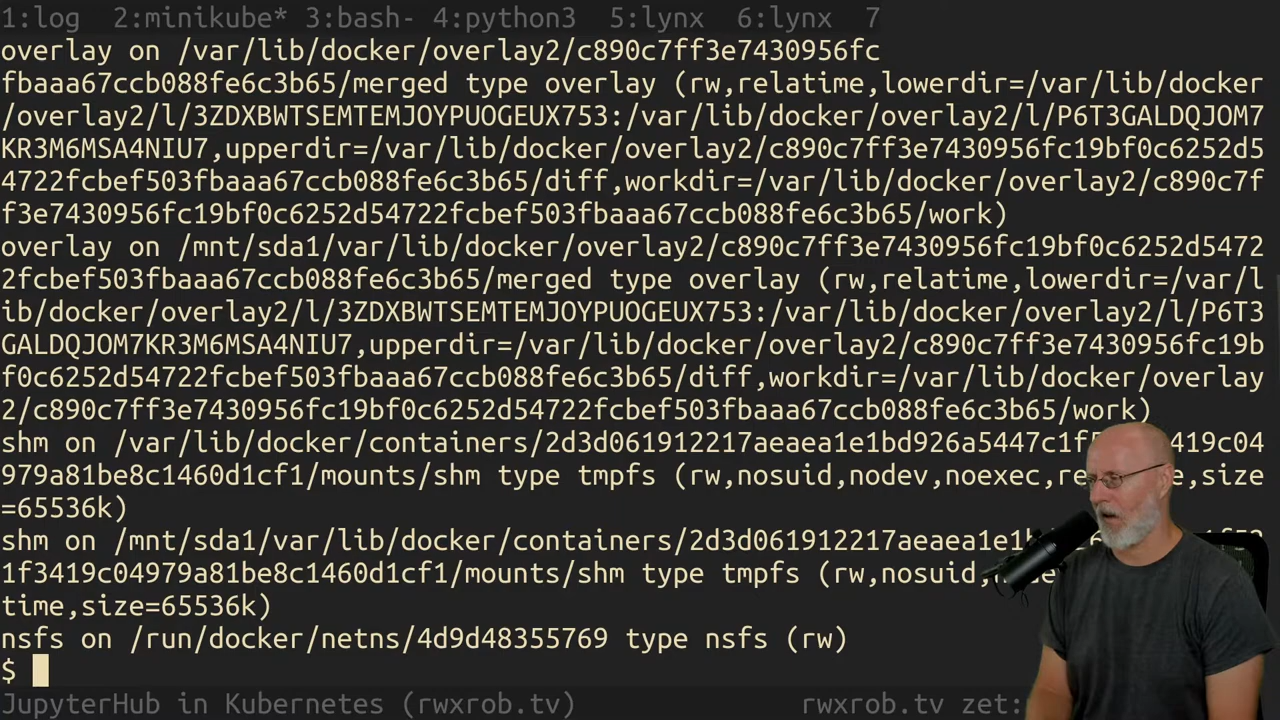 1:log 2:minikube* 3:bash- 4:python3 5:lynx 6:lynx 7
overlay on /var/lib/docker/overlay2/c890c7ff3e7430956fc
fbaaa67ccb088fe6c3b65/merged type overlay (rw,relatime,lowerdir=/var/lib/docker
/overlay2/l/3ZDXBWTSEMTEMJOYPUOGEUX753:/var/lib/docker/overlay2/l/P6T3GALDQJOM7
KR3M6MSA4NIU7,upperdir=/var/lib/docker/overlay2/c890c7ff3e7430956fc19bf0c6252d5
4722fcbef503fbaaa67ccb088fe6c3b65/diff,workdir=/var/lib/docker/overlay2/c890c7f
f3e7430956fc19bf0c6252d54722fcbef503fbaaa67ccb088fe6c3b65/work)
overlay on /mnt/sda1/var/lib/docker/overlay2/c890c7ff3e7430956fc19bf0c6252d5472
2fcbef503fbaaa67ccb088fe6c3b65/merged type overlay (rw,relatime,lowerdir=/var/l
ib/docker/overlay2/l/3ZDXBWTSEMTEMJOYPUOGEUX753:/var/lib/docker/overlay2/l/P6T3
GALDQJOM7KR3M6MSA4NIU7,upperdir=/var/lib/docker/overlay2/c890c7ff3e7430956fc19b
f0c6252d54722fcbef503fbaaa67ccb088fe6c3b65/diff,workdir=/var/lib/docker/overlay
2/c890c7ff3e7430956fc19bf0c6252d54722fcbef503fbaaa67ccb088fe6c3b65/work)
shm on /var/lib/docker/containers/2d3d061912217aeaea1e1bd926a5447c1f 419c04
979a81be8c1460d1cf1/mounts/shm type tmpfs (rw,nosuid,nodev,noexec,re e,size
=65536k)
shm on /mnt/sda1/var/lib/docker/containers/2d3d061912217aeaea1e1b
1f3419c04979a81be8c1460d1cf1/mounts/shm type tmpfs (rw,nosuid,
time,size=65536k)
nsfs on /run/docker/netns/4d9d48355769 type nsfs (rw)
$
JupyterHub in Kubernetes (rwxrob.tv) rwxrob.tv zet: